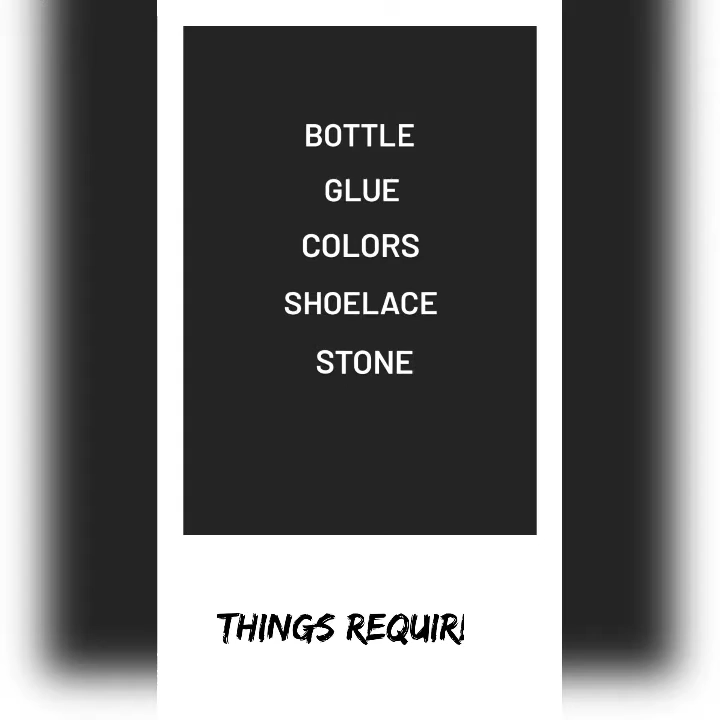 BOTTLE
GLUE
COLORS
SHOELACE
STONE
THINGS REQUIR